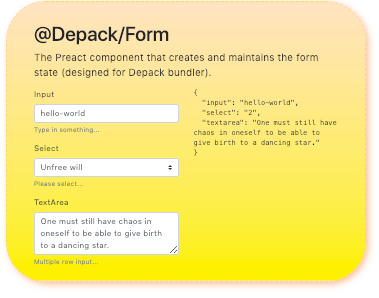 @Depack/Form
The Preact component that creates and maintains the form
state (designed for Depack bundler).
Input
hello-world
Type in something...
Select
Unfree will
Please select...
TextArea
One must still have chaos in
oneself to be able to give birth
to a dancing star.
Multiple row input...
{
"input": "hello-world",
"select": "2",
"textarea": "One must still have
chaos in oneself to be able to
give birth to a dancing star."
}